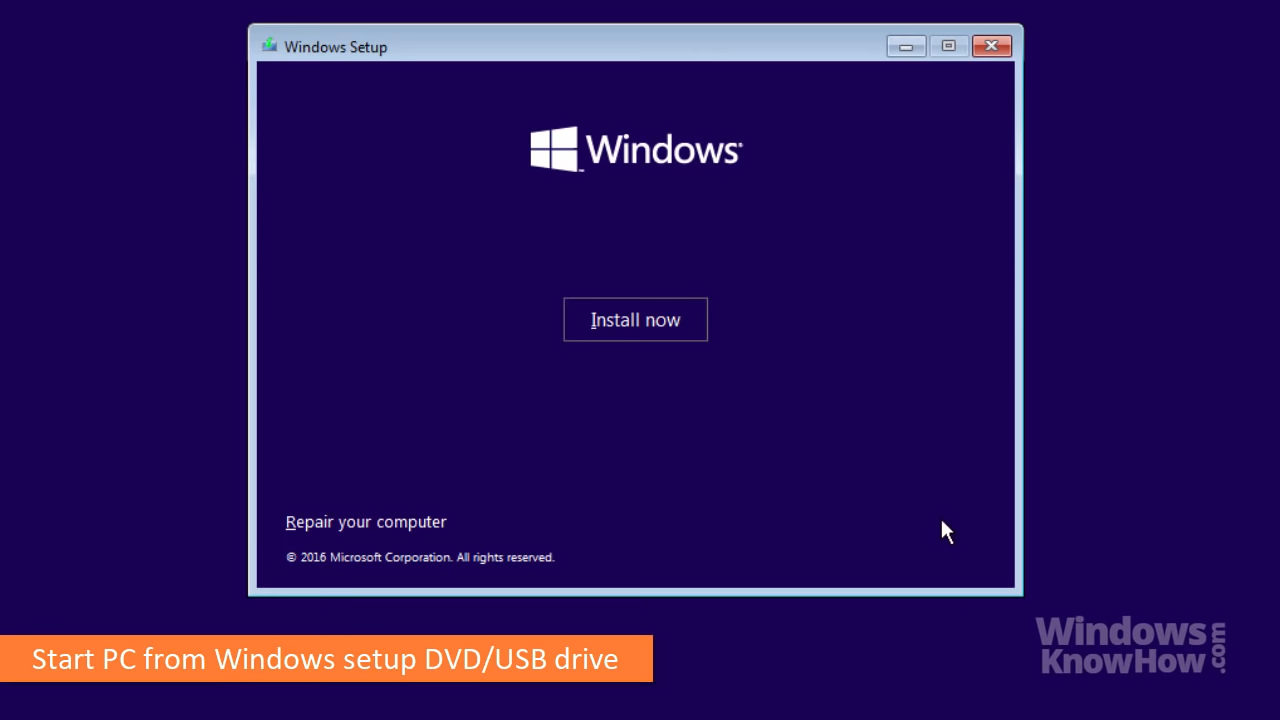 Windows Setup
Windows
Install now
Repair your computer
© 2016 Microsoft Corporation. All rights reserved.
Start PC from Windows setup DVD/USB drive
Windows
KnowHow
.com